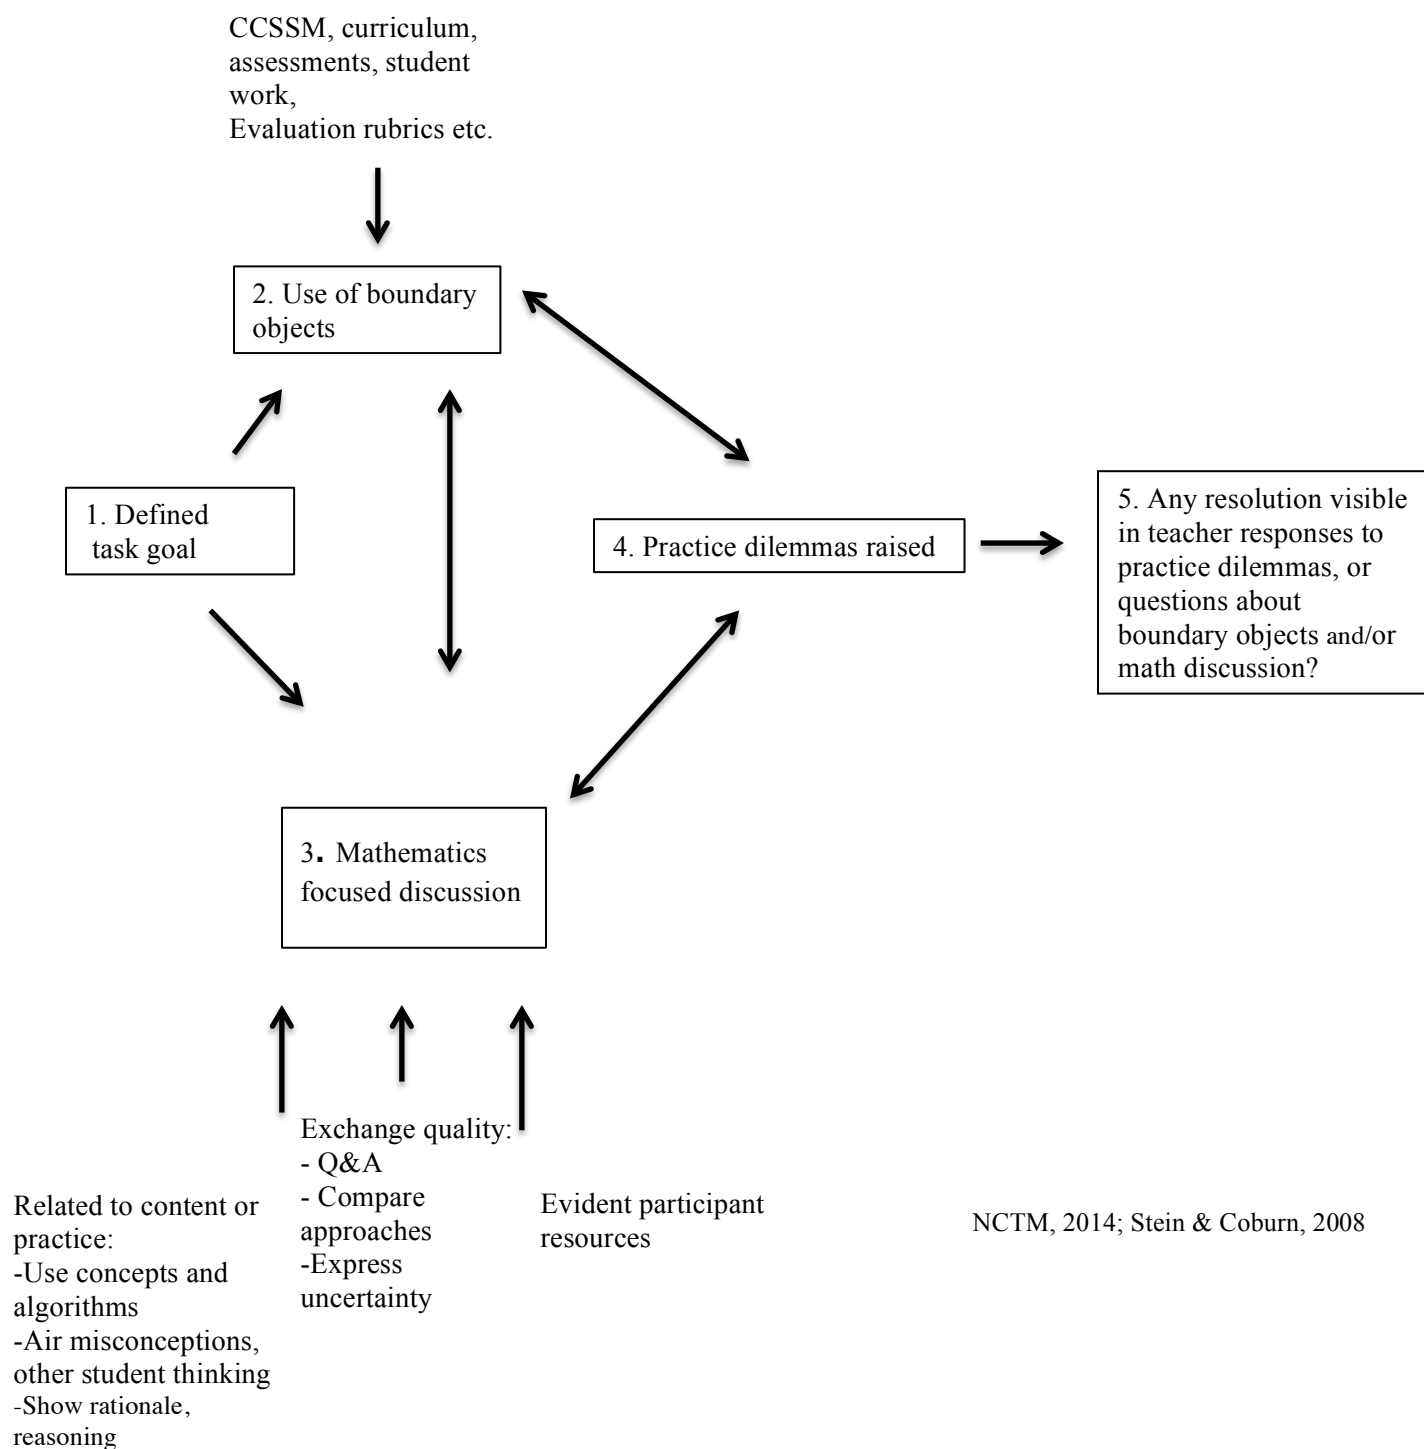 CCSSM, curriculum,
assessments, student
work,
Evaluation rubrics etc.
2. Use of boundary
objects
1. Defined
task goal
4. Practice dilemmas raised
5. Any resolution visible
in teacher responses to
practice dilemmas, or
questions about
boundary objects and/or
math discussion?
3. Mathematics
focused discussion
Related to content or
practice:
-Use concepts and
algorithms
-Air misconceptions,
other student thinking
-Show rationale,
reasoning
Exchange quality:
- Q&A
- Compare
approaches
-Express
uncertainty
Evident participant
resources
NCTM, 2014; Stein & Coburn, 2008